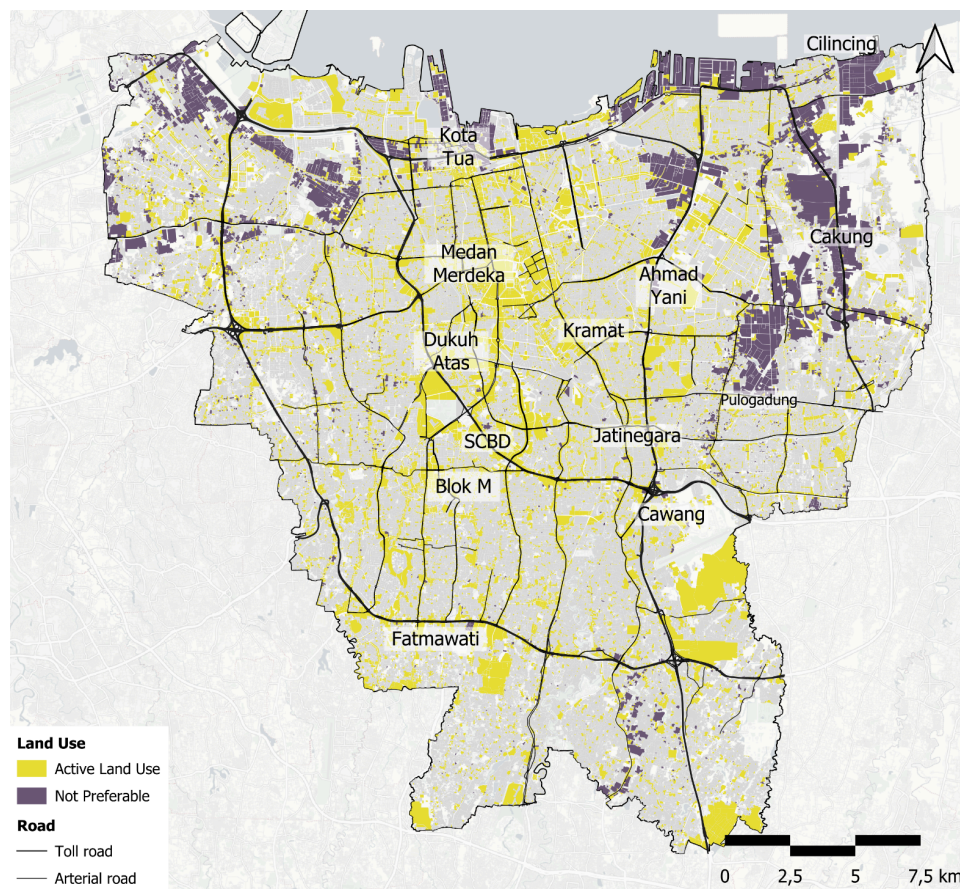 Cilincing
Kota
Tua
Cakung
Medan
Merdeka
Ahmad
Yani
Kramat
Dukuh
Atas
Pulogadung
SCBD
Jatinegara
Blok M
Cawang
Fatmawati
Land Use
Active Land Use
Not Preferable
Road
Toll road
Arterial road
0 2,5 5 7,5 km